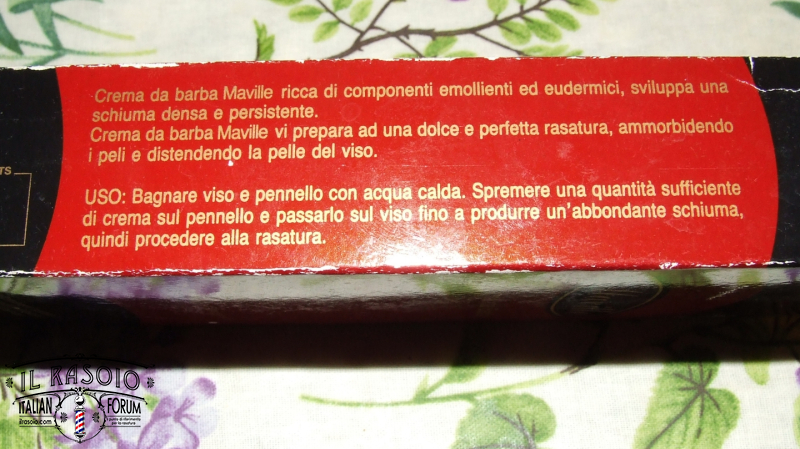 Crema da barba Maville ricca di componenti emollienti ed eudermici, sviluppa una
schiuma densa e persistente.
Crema da barba Maville vi prepara ad una dolce e perfetta rasatura, ammorbidendo
i peli e distendendo la pelle del viso.
USO: Bagnare viso e pennello con acqua calda. Spremere una quantità sufficiente
di crema sul pennello e passarlo sul viso fino a produrre un'abbondante schiuma,
quindi procedere alla rasatura.
TS
IL RASOIO
ITALIAN FORUM
ilrasoio.com